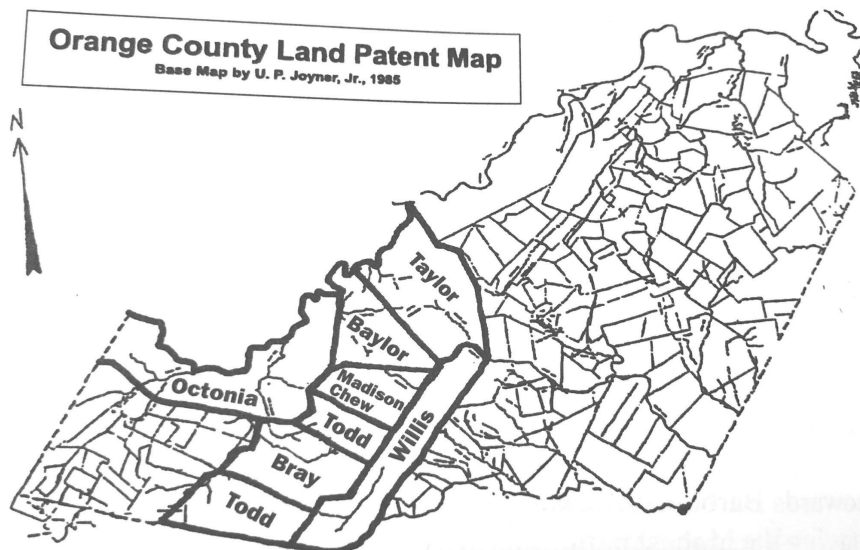 Orange County Land Patent Map
Base Map by U. P. Joyner, Jr., 1985
N
Taylor
Baylor
Octonia
Madison
Chew
Todd
Willis
Bray
Todd